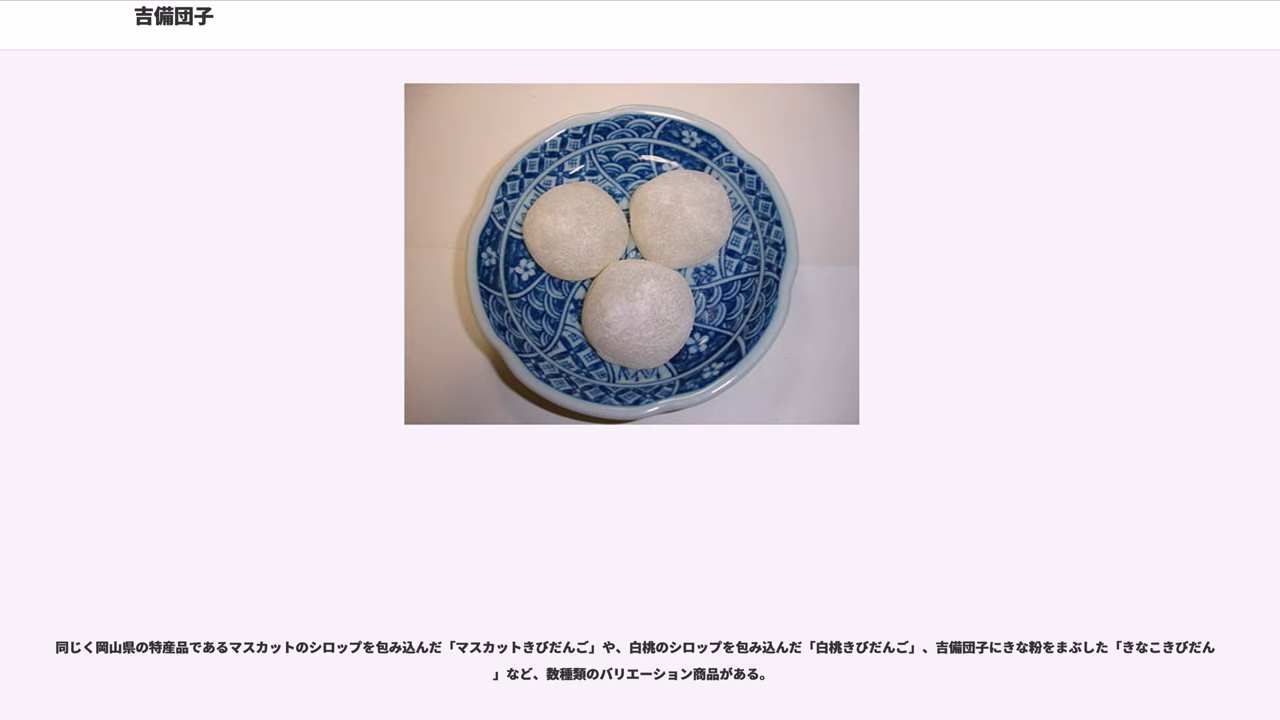 吉備団子
同じく岡山県の特産品であるマスカットのシロップを包み込んだ「マスカットきびだんご」や、白桃のシロップを包み込んだ「白桃きびだんご」、吉備団子にきな粉をまぶした「きなこきびだん
」など、数種類のバリエーション商品がある。